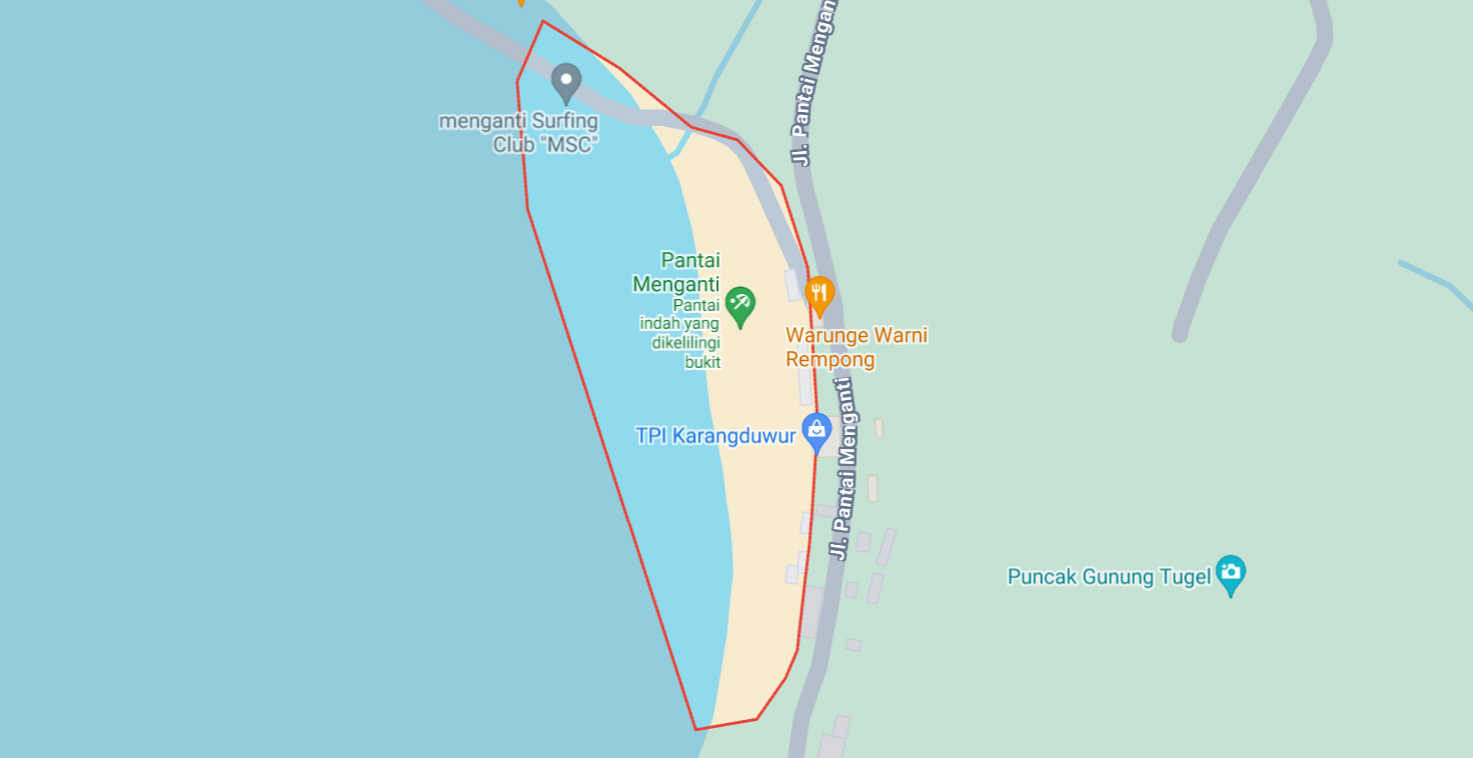 Jl. Pantai Mengan
menganti Surfing
Club "MSC"
Pantai
Menganti
Pantai
indah yang
dikelilingi
bukit
Warunge Warni
Rempong
TPI Karangduwur
Jl. Pantai Menganti
Puncak Gunung Tugel